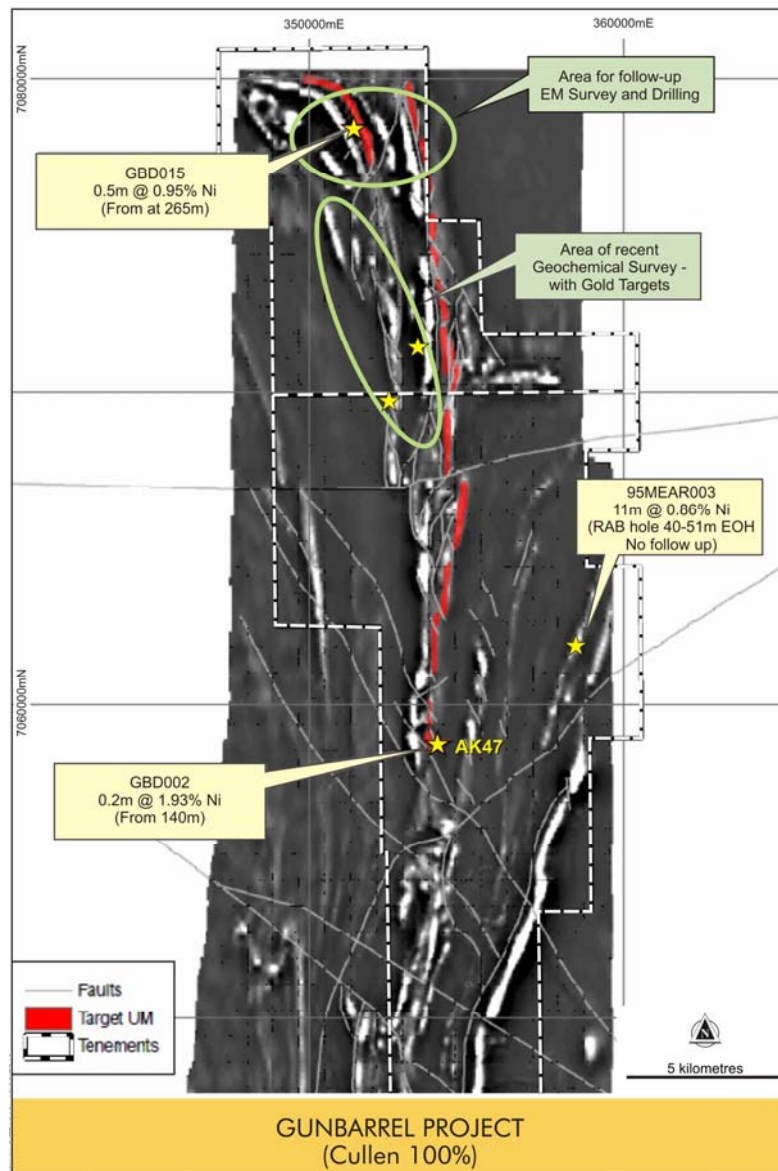 350000mE
360000mE
7080000mN
Area for follow-up
EM Survey and Drilling
GBD015
0.5m @ 0.95% Ni
(From at 265m)
Area of recent
Geochemical Survey -
with Gold Targets
95MEAR003
11m @ 0.86% Ni
(RAB hole 40-51m EOH
No follow up)
7060000mN
AK47
GBD002
0.2m @ 1.93% Ni
(From 140m)
Faults
Target UM
Tenements
N
5 kilometres
GUNBARREL PROJECT
(Cullen 100%)